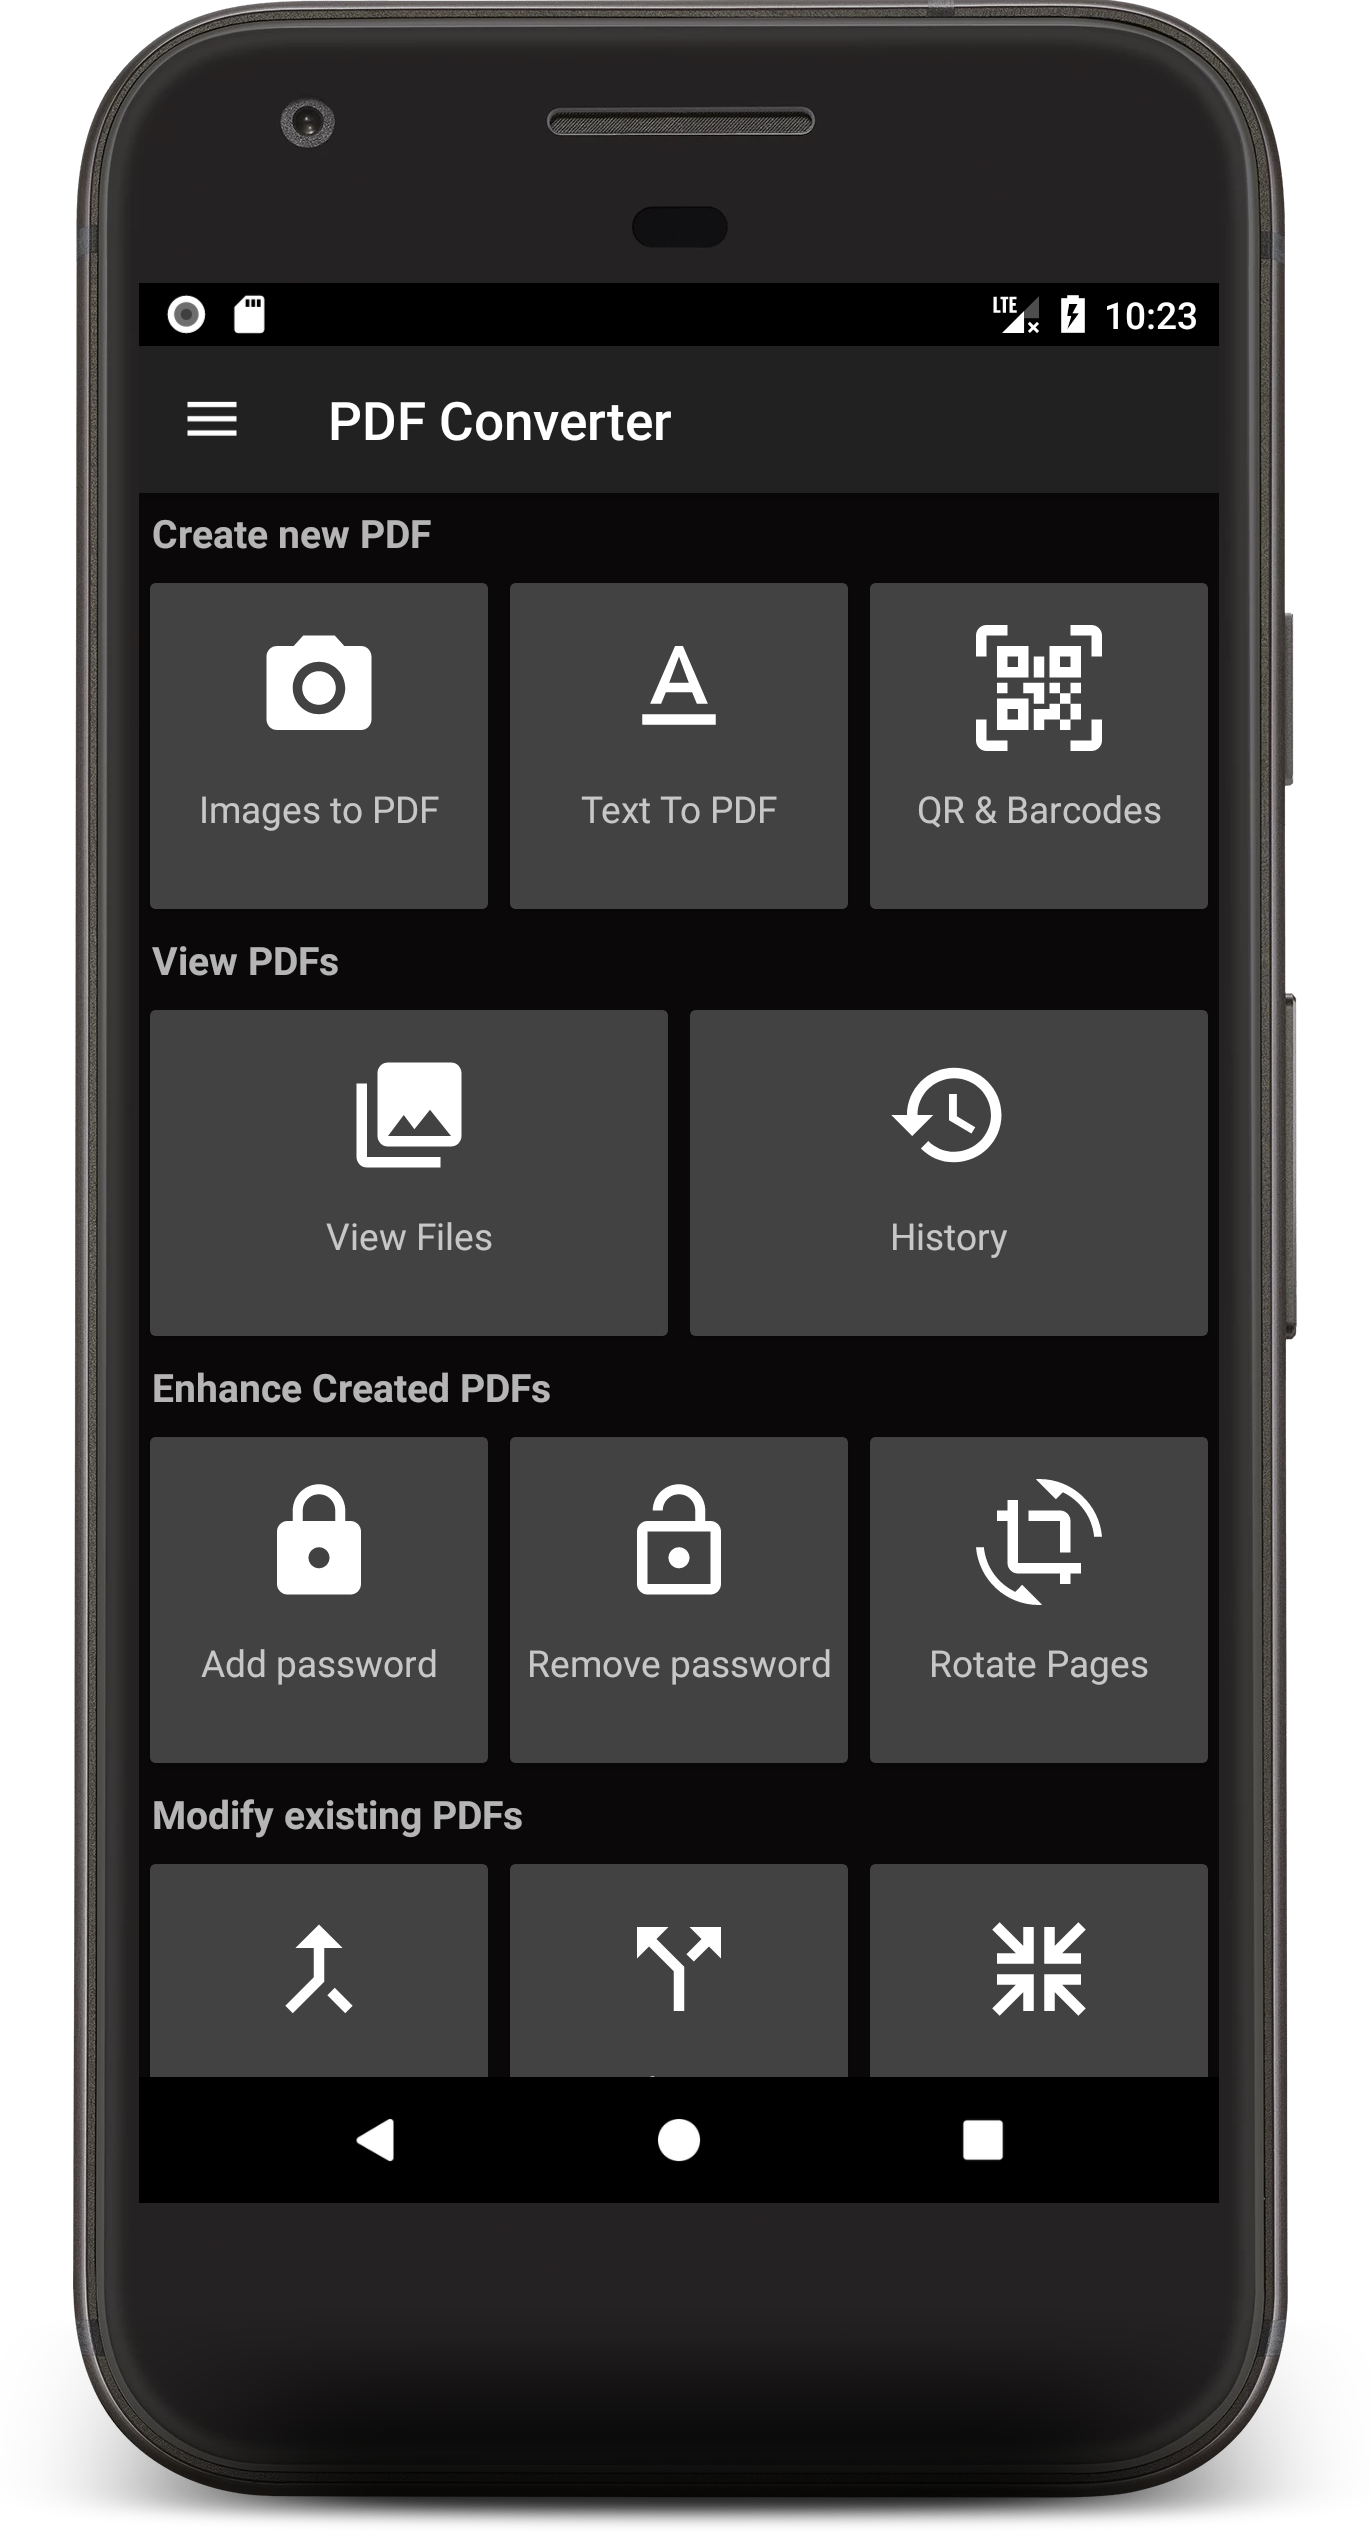 LTE 10:23
PDF Converter
Create new PDF
Images to PDF
Text To PDF
QR & Barcodes
View PDFs
View Files
History
Enhance Created PDFs
Add password
Remove password
Rotate Pages
Modify existing PDFs